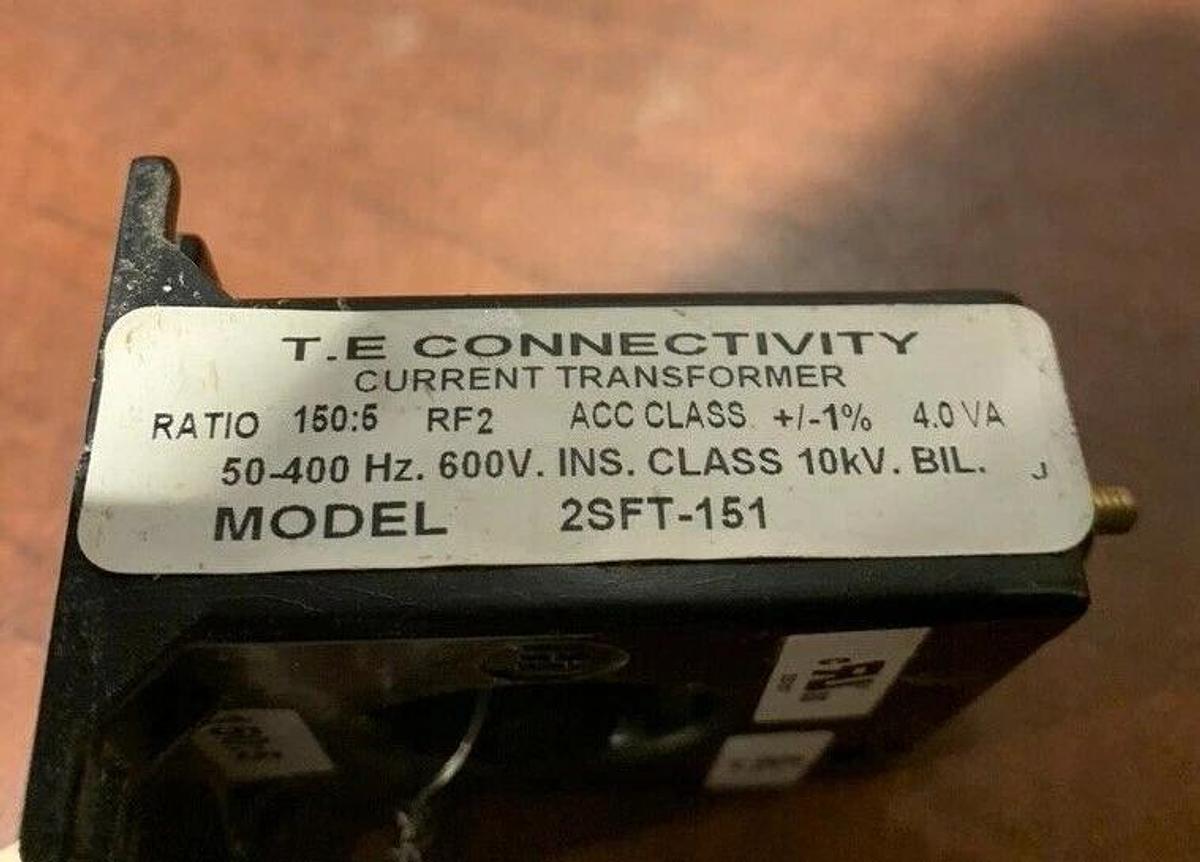 T.E CONNECTIVITY
CURRENT TRANSFORMER
RATIO 150:5 RF2 ACC CLASS +/-1% 4.0 VA
50-400 Hz. 600V. INS. CLASS 10kV. BIL. J
MODEL 2SFT-151